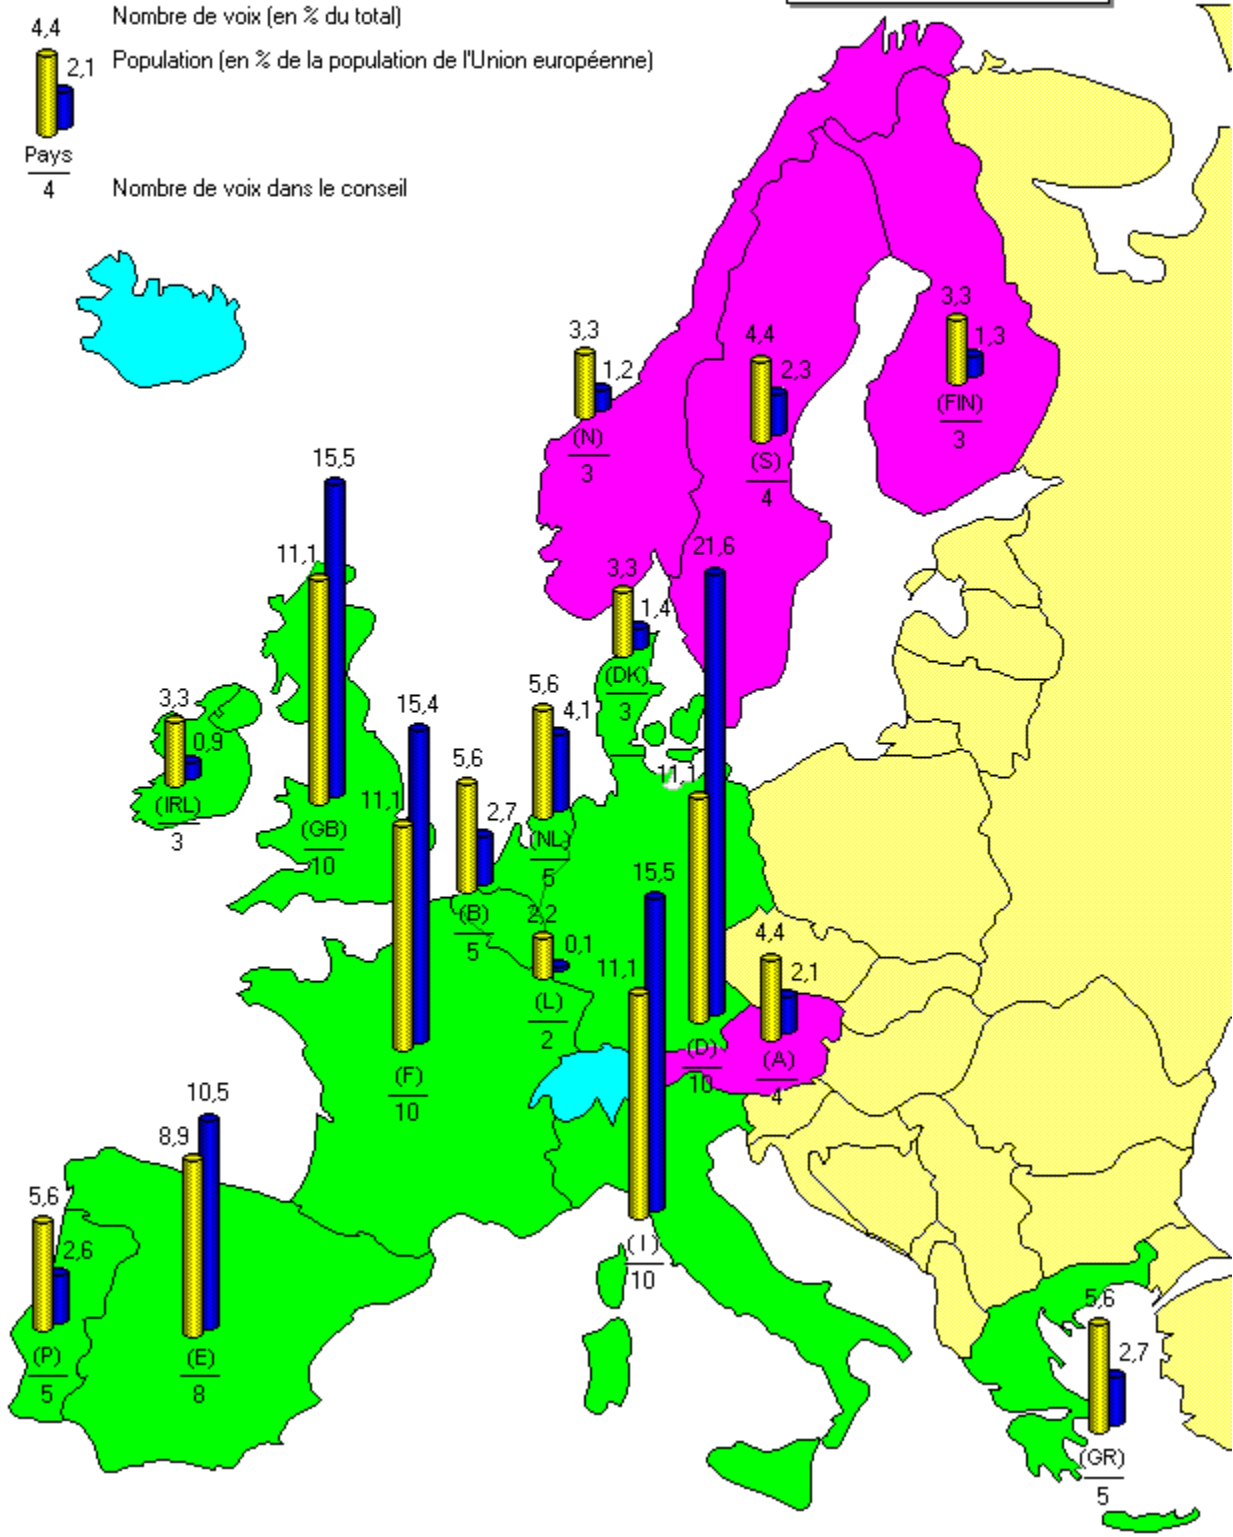 4,4
Nombre de voix (en % du total)
2,1
Population (en % de la population de l'Union européenne)
Pays
4
Nombre de voix dans le conseil
3,3
1,3
(FIN)
3
3,3
1,2
(N)
3
4,4
2,3
(S)
4
15,5
11,1
(GB)
10
21,6
11,1
(D)
10
3,3
1,4
(DK)
3
3,3
0,9
(IRL)
3
15,4
11,1
(F)
10
5,6
4,1
(NL)
5
5,6
2,7
(B)
5
2,2
0,1
(L)
2
15,5
11,1
(I)
10
4,4
2,1
(A)
4
10,5
8,9
(E)
8
5,6
2,6
(P)
5
5,6
2,7
(GR)
5